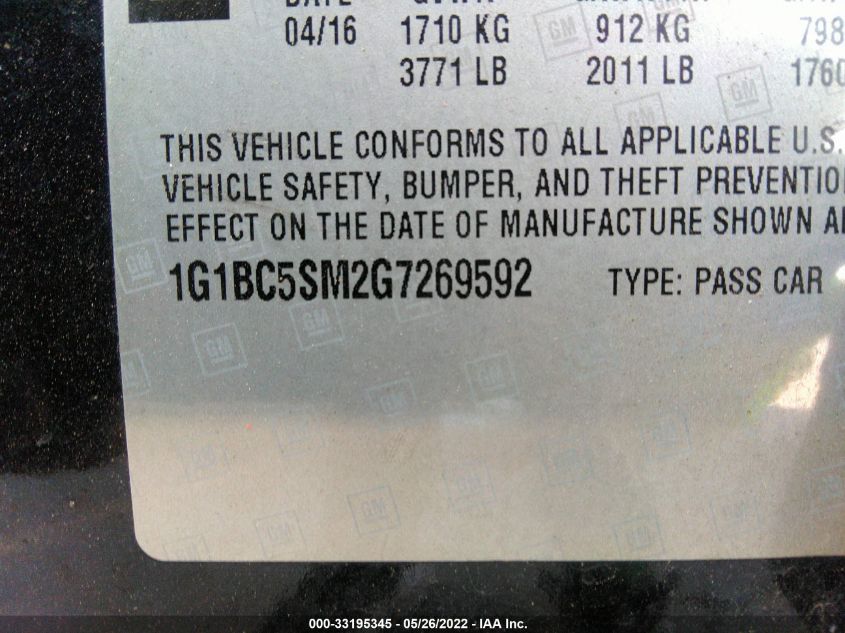 04/16 1710 KG 912 KG 798
3771 LB 2011 LB 1760
THIS VEHICLE CONFORMS TO ALL APPLICABLE U.S.
VEHICLE SAFETY, BUMPER, AND THEFT PREVENTIO
EFFECT ON THE DATE OF MANUFACTURE SHOWN A
1G1BC5SM2G7269592 TYPE: PASS CAR
GM
000-33195345 - 05/26/2022 - IAA Inc.